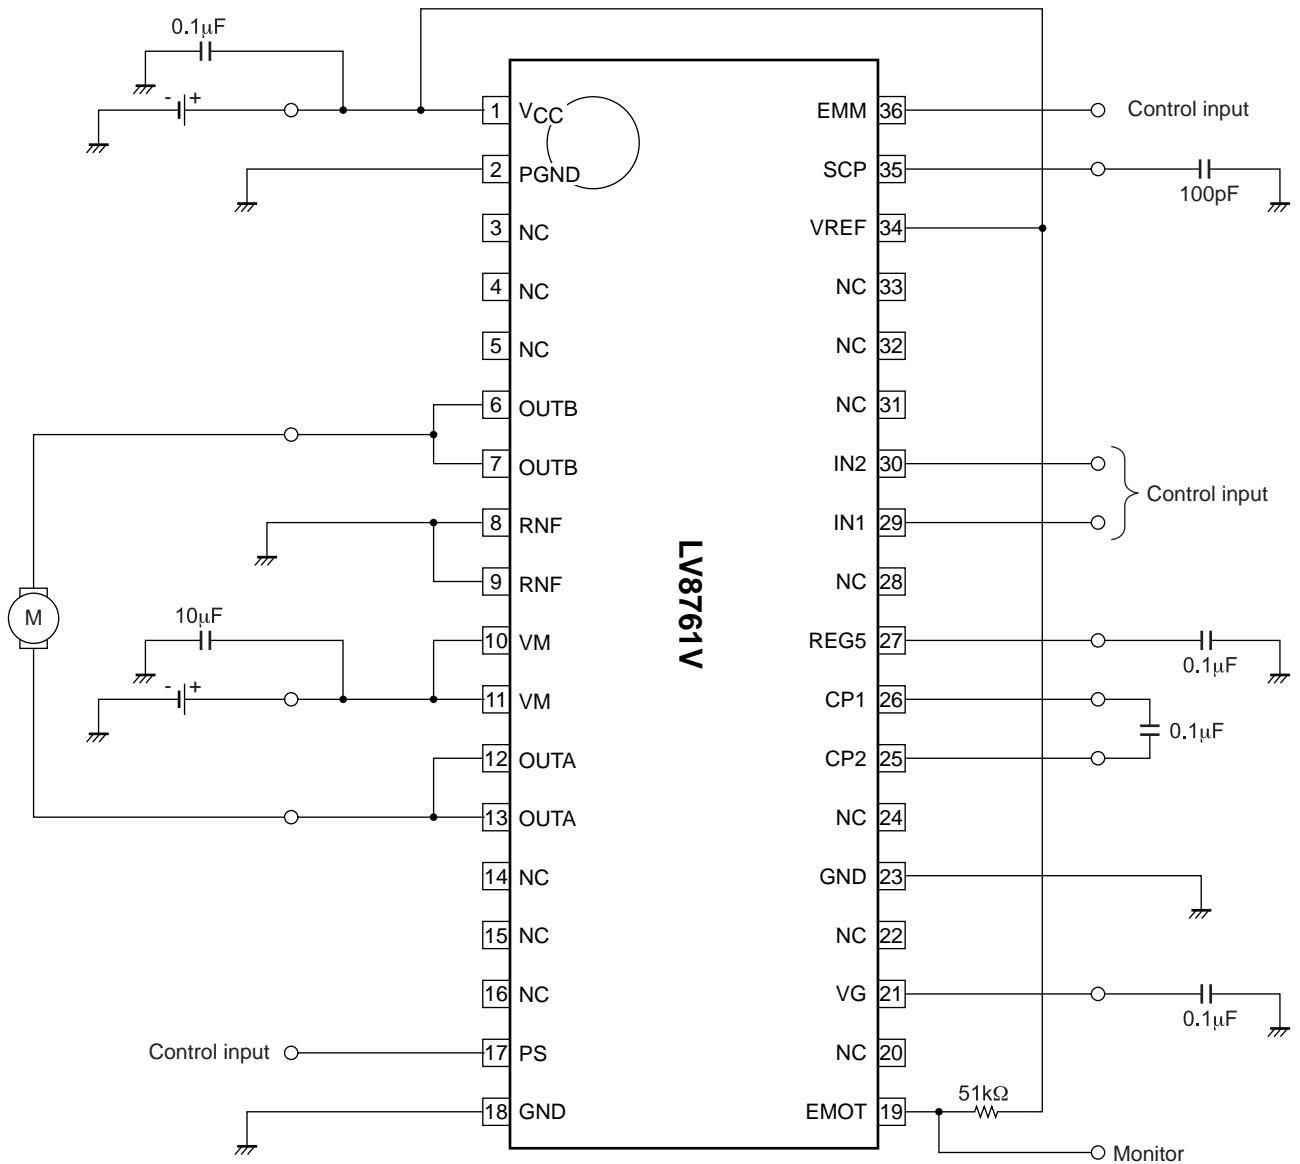 0.1μF
- +
1 VCC
EMM 36
Control input
2 PGND
SCP 35
100pF
3 NC
VREF 34
4 NC
NC 33
5 NC
NC 32
6 OUTB
NC 31
7 OUTB
IN2 30
Control input
8 RNF
IN1 29
LV8761V
9 RNF
NC 28
M
10μF
10 VM
REG5 27
0.1μF
- +
11 VM
CP1 26
0.1μF
12 OUTA
CP2 25
13 OUTA
NC 24
14 NC
GND 23
15 NC
NC 22
16 NC
VG 21
0.1μF
Control input
17 PS
NC 20
18 GND
EMOT 19
51kΩ
Monitor